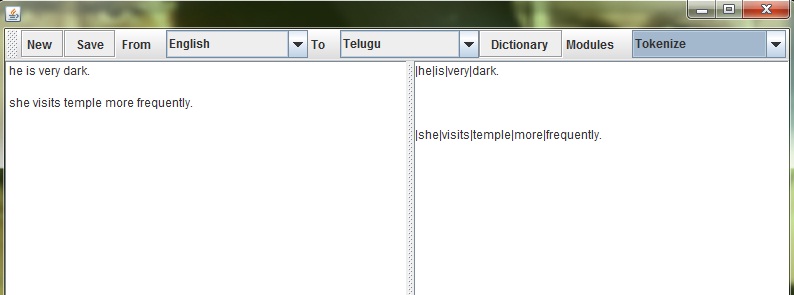 New Save From English To Telugu Dictionary Modules Tokenize
he is very dark.
she visits temple more frequently.
|he|is|very|dark.
|she|visits|temple|more|frequently.